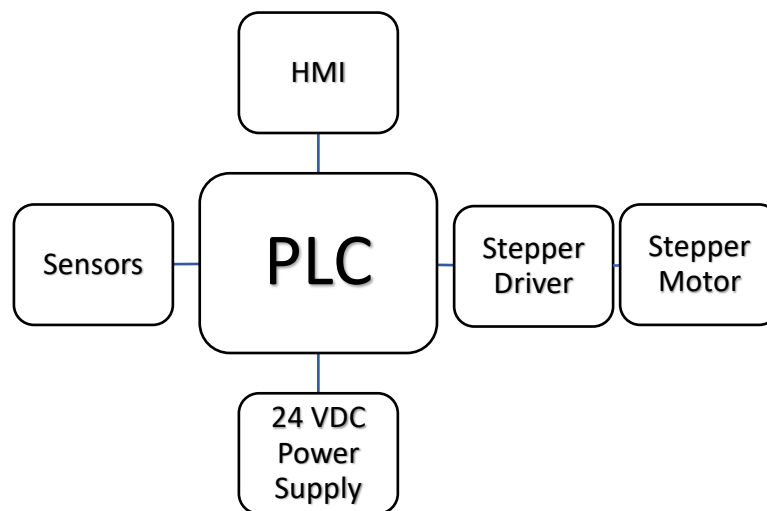 HMI
Sensors
PLC
Stepper
Driver
Stepper
Motor
24 VDC
Power
Supply